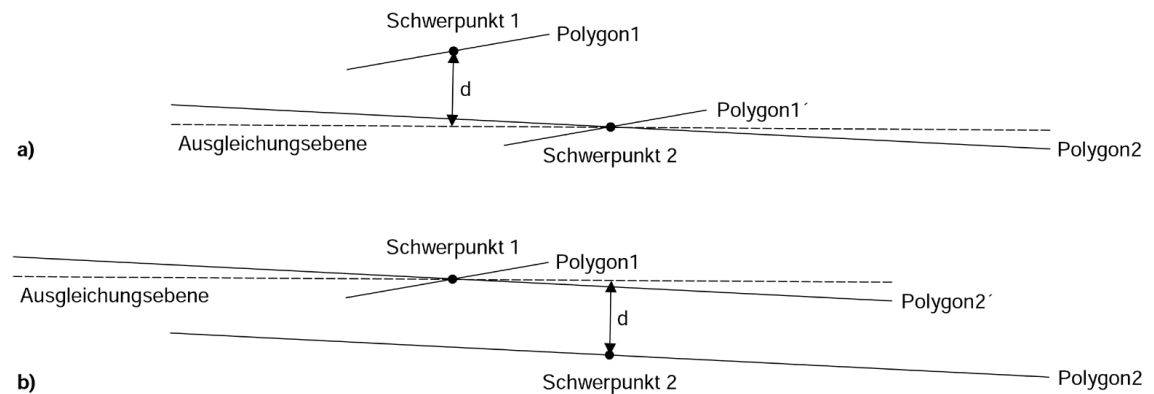 Schwerpunkt 1
Polygon1
d
Polygon1´
Ausgleichungsebene
a)
Schwerpunkt 2
Polygon2
Schwerpunkt 1
Polygon1
Ausgleichungsebene
Polygon2´
d
b)
Schwerpunkt 2
Polygon2